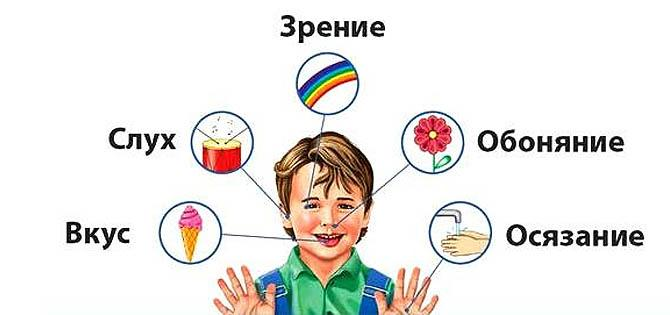 Зрение
Слух
Обоняние
Вкус
Осязание